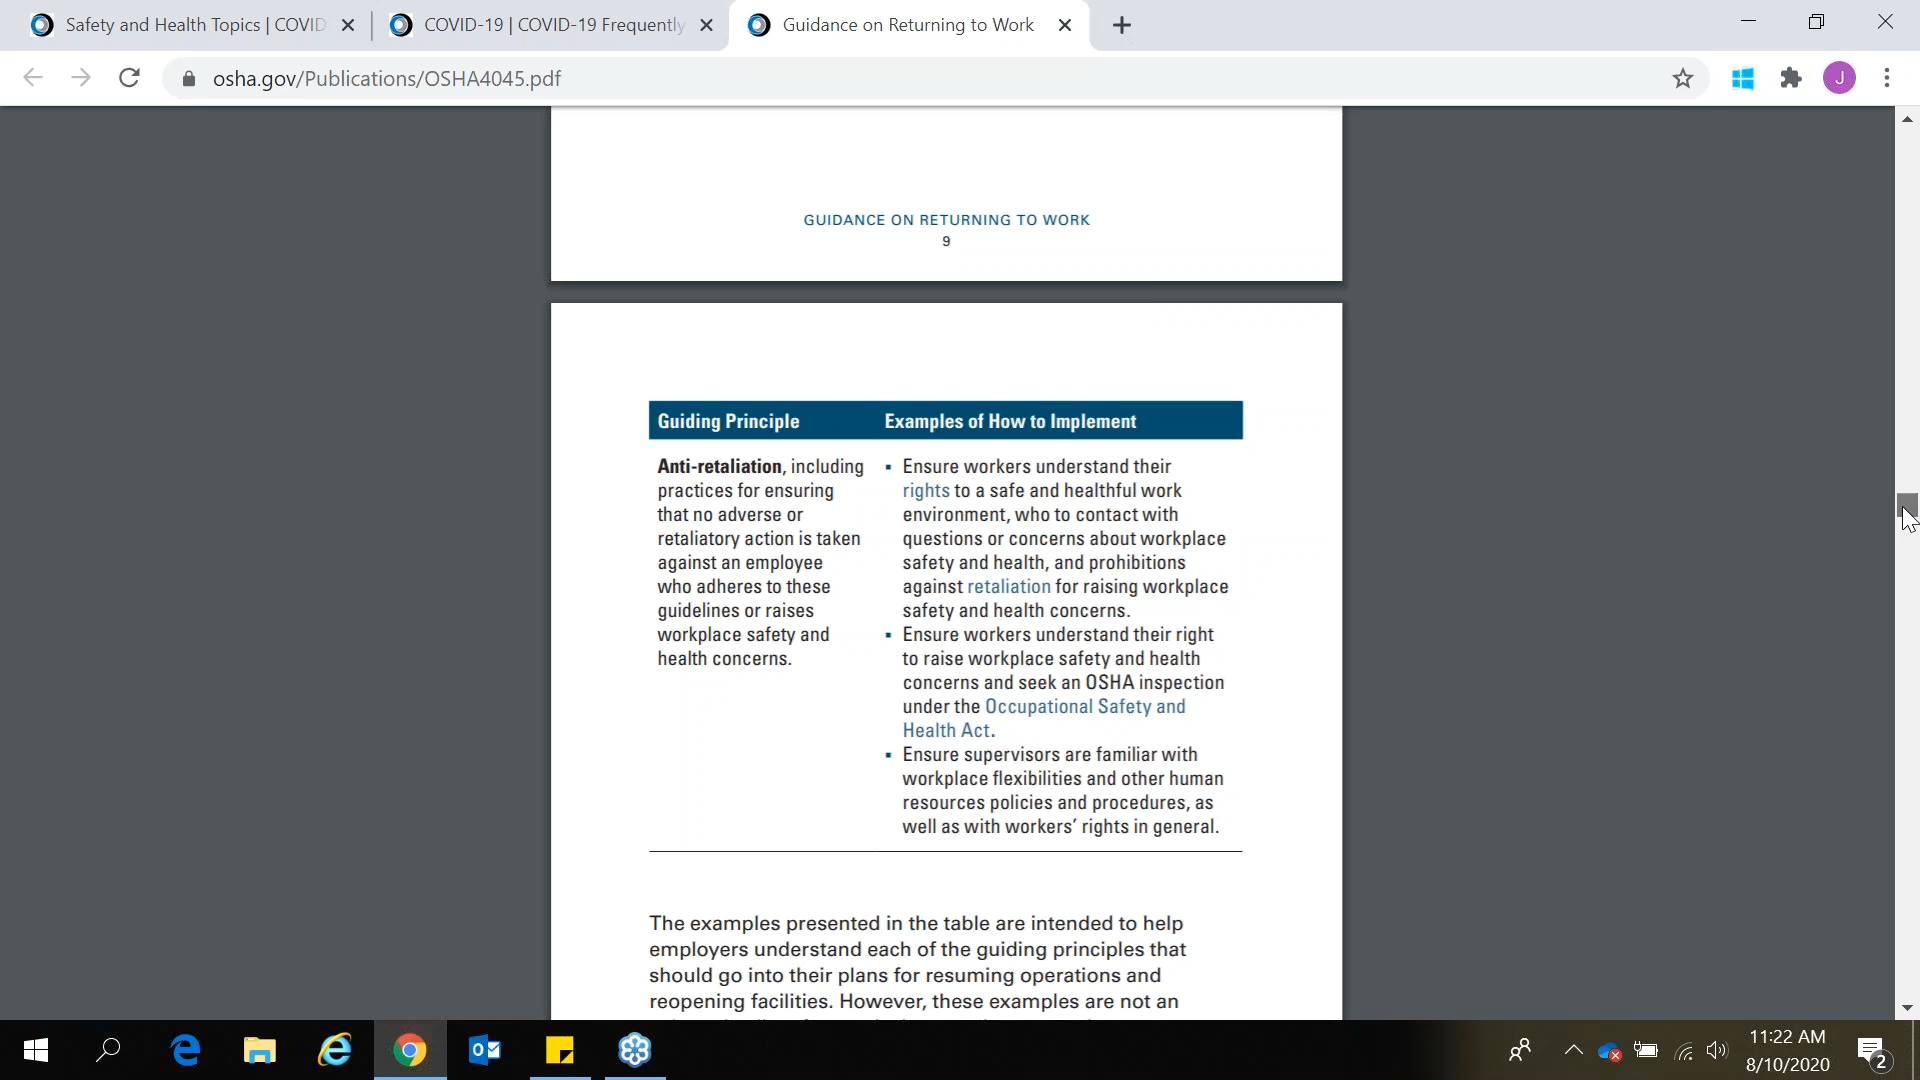 Safety and Health Topics | COVID
COVID-19 | COVID-19 Frequently
Guidance on Returning to Work
osha.gov/Publications/OSHA4045.pdf
J
GUIDANCE ON RETURNING TO WORK
9
Guiding Principle
Examples of How to Implement
Anti-retaliation, including
practices for ensuring
that no adverse or
retaliatory action is taken
against an employee
who adheres to these
guidelines or raises
workplace safety and
health concerns.
▪ Ensure workers understand their
rights to a safe and healthful work
environment, who to contact with
questions or concerns about workplace
safety and health, and prohibitions
against retaliation for raising workplace
safety and health concerns.
▪ Ensure workers understand their right
to raise workplace safety and health
concerns and seek an OSHA inspection
under the Occupational Safety and
Health Act.
▪ Ensure supervisors are familiar with
workplace flexibilities and other human
resources policies and procedures, as
well as with workers’ rights in general.
The examples presented in the table are intended to help
employers understand each of the guiding principles that
should go into their plans for resuming operations and
reopening facilities. However, these examples are not an
11:22 AM
8/10/2020
2